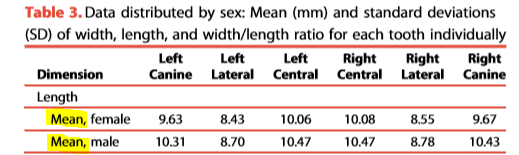 Table 3. Data distributed by sex: Mean (mm) and standard deviations
(SD) of width, length, and width/length ratio for each tooth individually
Left Left Left Right Right Right
Dimension Canine Lateral Central Central Lateral Canine
Length
Mean, female 9.63 8.43 10.06 10.08 8.55 9.67
Mean, male 10.31 8.70 10.47 10.47 8.78 10.43